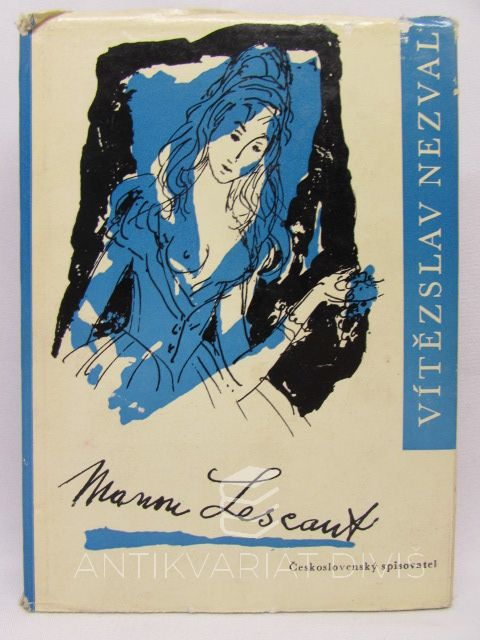 VÍTĚZSLAV NEZVAL
Manon Lescaut
Československý spisovatel
ANTIKVARIÁT DIVIŠ